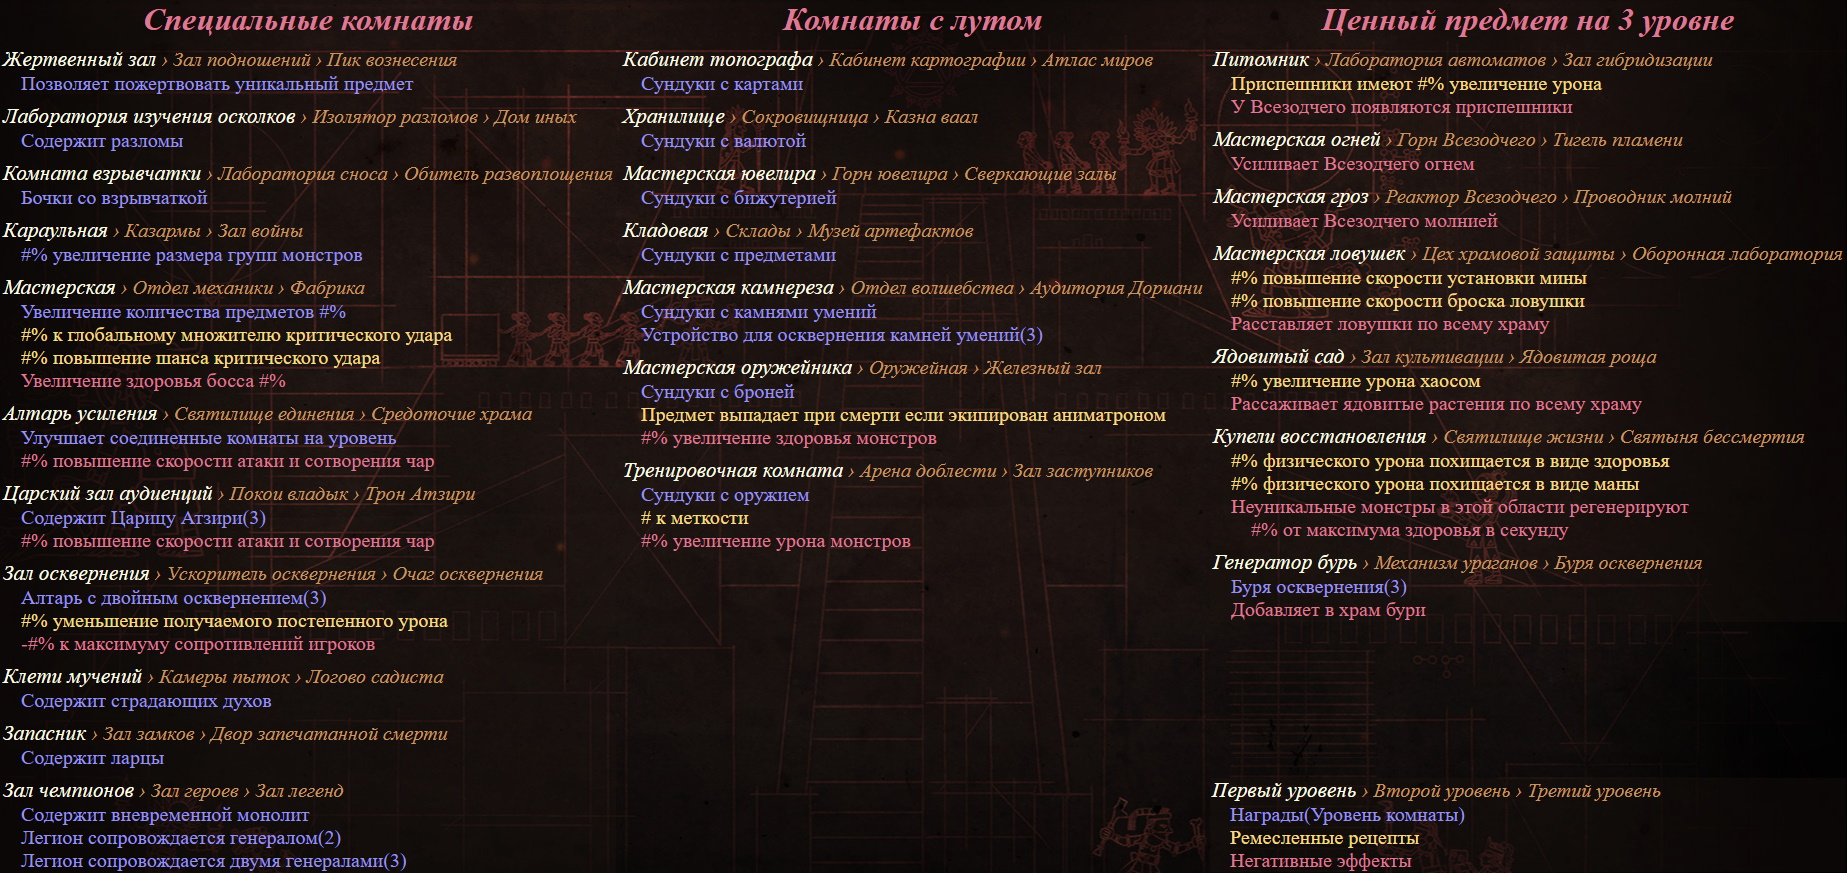 Специальные комнаты
Жертвенный зал › Зал подношений › Пик вознесения
Позволяет пожертвовать уникальный предмет
Лаборатория изучения осколков › Изолятор разломов › Дом иных
Содержит разломы
Комната взрывчатки › Лаборатория сноса › Обитель развоплощения
Бочки со взрывчаткой
Караульная › Казармы › Зал войны
#% увеличение размера групп монстров
Мастерская › Отдел механики › Фабрика
Увеличение количества предметов #%
#% к глобальному множителю критического удара
#% повышение шанса критического удара
Увеличение здоровья босса #%
Алтарь усиления › Святилище единения › Средоточие храма
Улучшает соединенные комнаты на уровень
#% повышение скорости атаки и сотворения чар
Царский зал аудиенций › Покои владык › Трон Атзири
Содержит Царицу Атзири(3)
#% повышение скорости атаки и сотворения чар
Зал осквернения › Ускоритель осквернения › Очаг осквернения
Алтарь с двойным осквернением(3)
#% уменьшение получаемого постепенного урона
-#% к максимуму сопротивлений игроков
Клети мучений › Камеры пыток › Логово садиста
Содержит страдающих духов
Запасник › Зал замков › Двор запечатанной смерти
Содержит ларцы
Зал чемпионов › Зал героев › Зал легенд
Содержит вневременной монолит
Легион сопровождается генералом(2)
Легион сопровождается двумя генералами(3)
Комнаты с лутом
Кабинет топографа › Кабинет картографии › Атлас миров
Сундуки с картами
Хранилище › Сокровищница › Казна ваал
Сундуки с валютой
Мастерская ювелира › Горн ювелира › Сверкающие залы
Сундуки с бижутерией
Кладовая › Склады › Музей артефактов
Сундуки с предметами
Мастерская камнереза › Отдел волшебства › Аудитория Дориани
Сундуки с камнями умений
Устройство для осквернения камней умений(3)
Мастерская оружейника › Оружейная › Железный зал
Сундуки с броней
Предмет выпадает при смерти если экипирован аниматроном
#% увеличение здоровья монстров
Тренировочная комната › Арена доблести › Зал заступников
Сундуки с оружием
# к меткости
#% увеличение урона монстров
Ценный предмет на 3 уровне
Питомник › Лаборатория автоматов › Зал гибридизации
Приспешники имеют #% увеличение урона
У Всезодчего появляются приспешники
Мастерская огней › Горн Всезодчего › Тигель пламени
Усиливает Всезодчего огнем
Мастерская гроз › Реактор Всезодчего › Проводник молний
Усиливает Всезодчего молнией
Мастерская ловушек › Цех храмовой защиты › Оборонная лаборатория
#% повышение скорости установки мины
#% повышение скорости броска ловушки
Расставляет ловушки по всему храму
Ядовитый сад › Зал культивации › Ядовитая роща
#% увеличение урона хаосом
Рассаживает ядовитые растения по всему храму
Купели восстановления › Святилище жизни › Святыня бессмертия
#% физического урона похищается в виде здоровья
#% физического урона похищается в виде маны
Неуникальные монстры в этой области регенерируют
#% от максимума здоровья в секунду
Генератор бурь › Механизм ураганов › Буря осквернения
Буря осквернения(3)
Добавляет в храм бури
Первый уровень › Второй уровень › Третий уровень
Награды(Уровень комнаты)
Ремесленные рецепты
Негативные эффекты